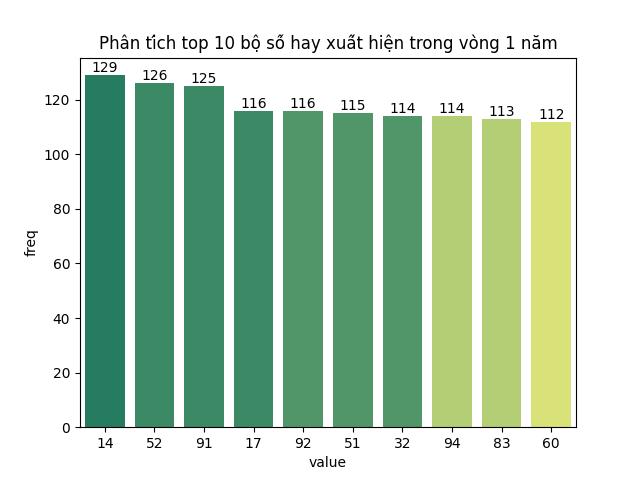 Phân tích top 10 bộ số hay xuất hiện trong vòng 1 năm
129 126 125 116 116 115 114 114 113 112
120
100
80
60
40
20
0
freq
14 52 91 17 92 51 32 94 83 60
value